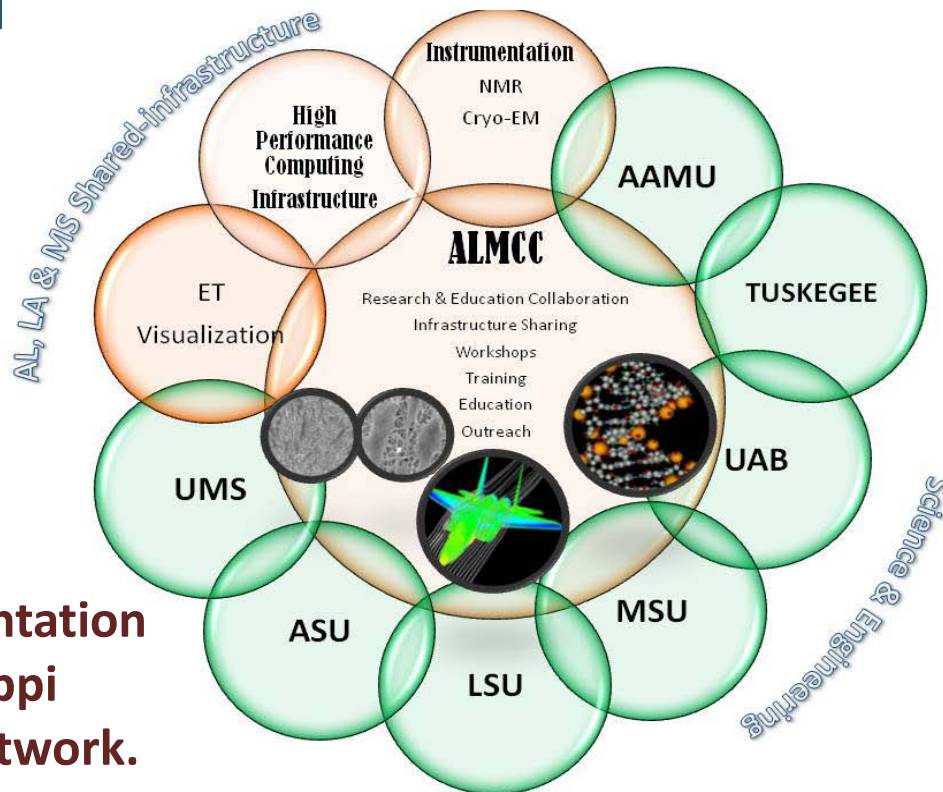 AL, LA & MS Shared-infrastructure
Instrumentation
NMR
Cryo-EM
High
Performance
Computing
Infrastructure
AAMU
TUSKEGEE
ALMCC
Research & Education Collaboration
Infrastructure Sharing
Workshops
Training
Education
Outreach
ET
Visualization
UAB
UMS
Science & Engineering
MSU
ASU
LSU
ntation
ppi
twork.